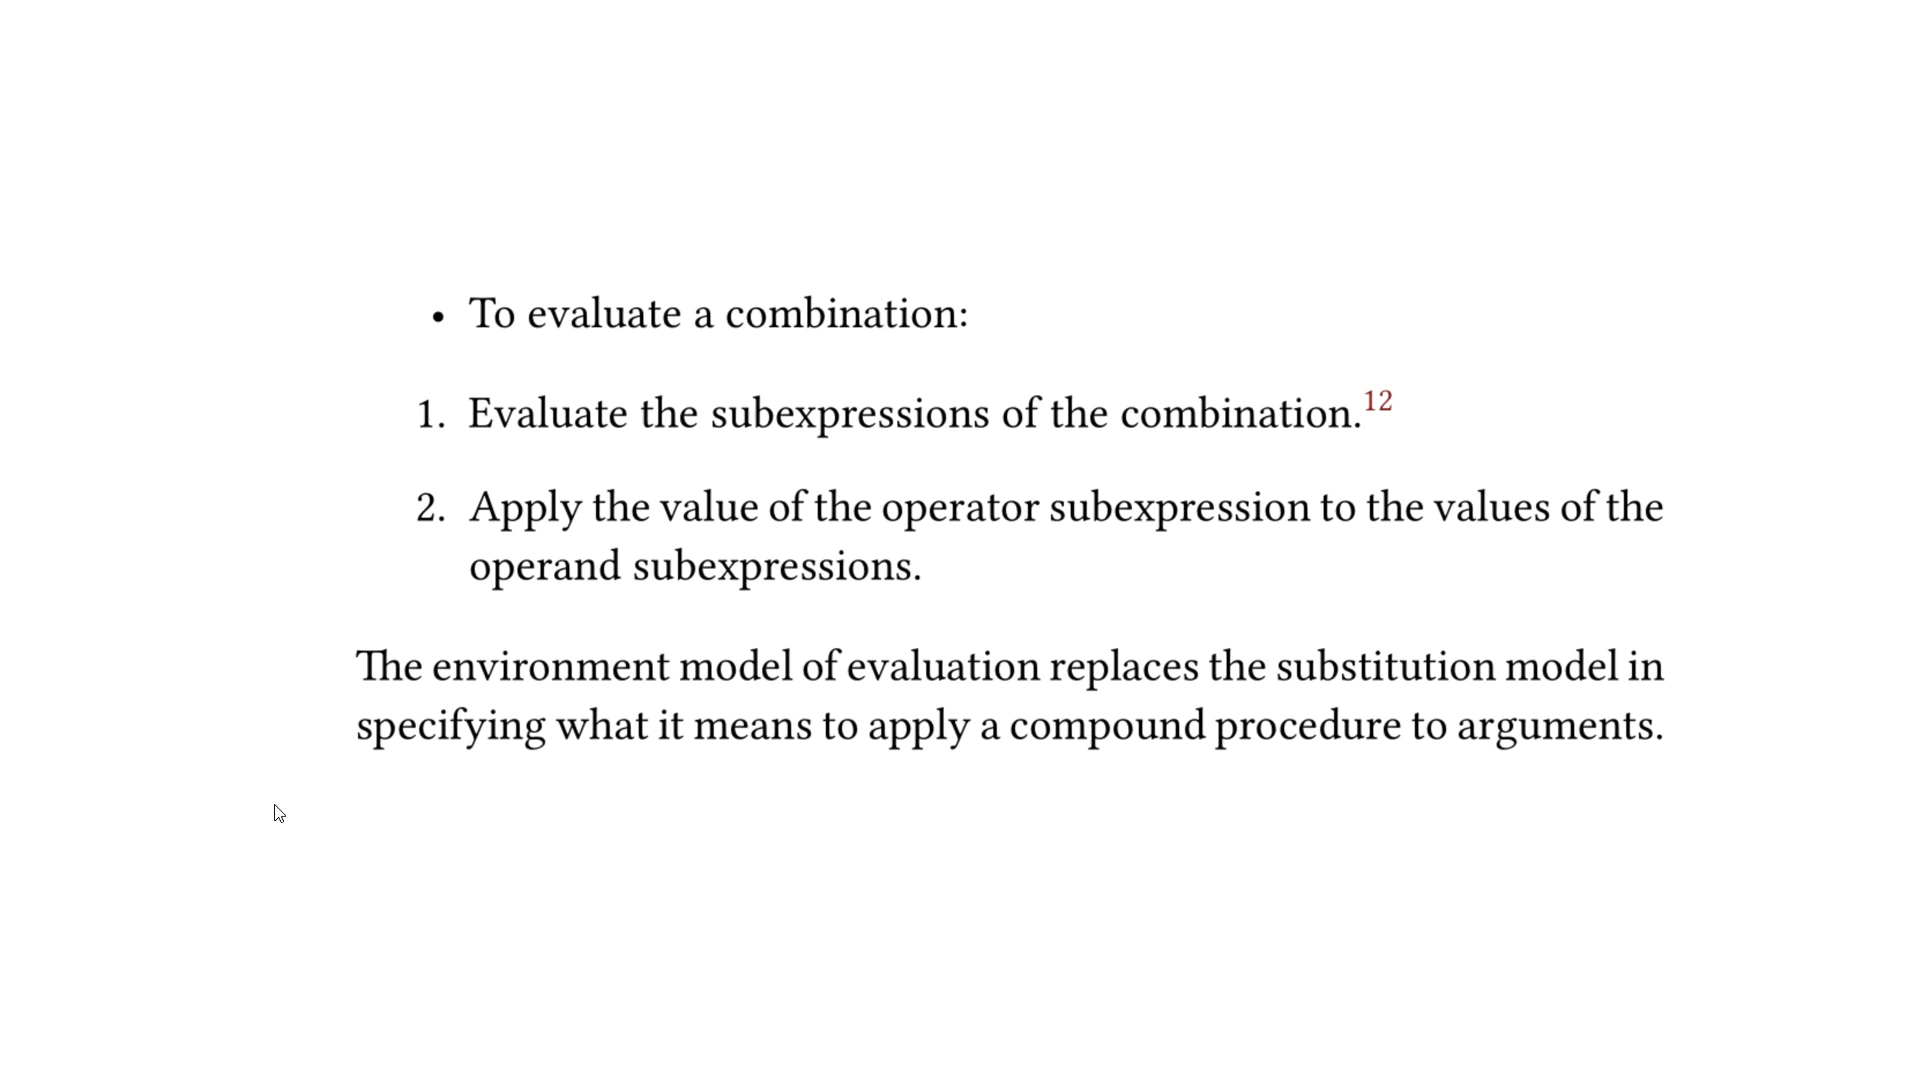 • To evaluate a combination:
1. Evaluate the subexpressions of the combination.12
2. Apply the value of the operator subexpression to the values of the
operand subexpressions.
The environment model of evaluation replaces the substitution model in
specifying what it means to apply a compound procedure to arguments.